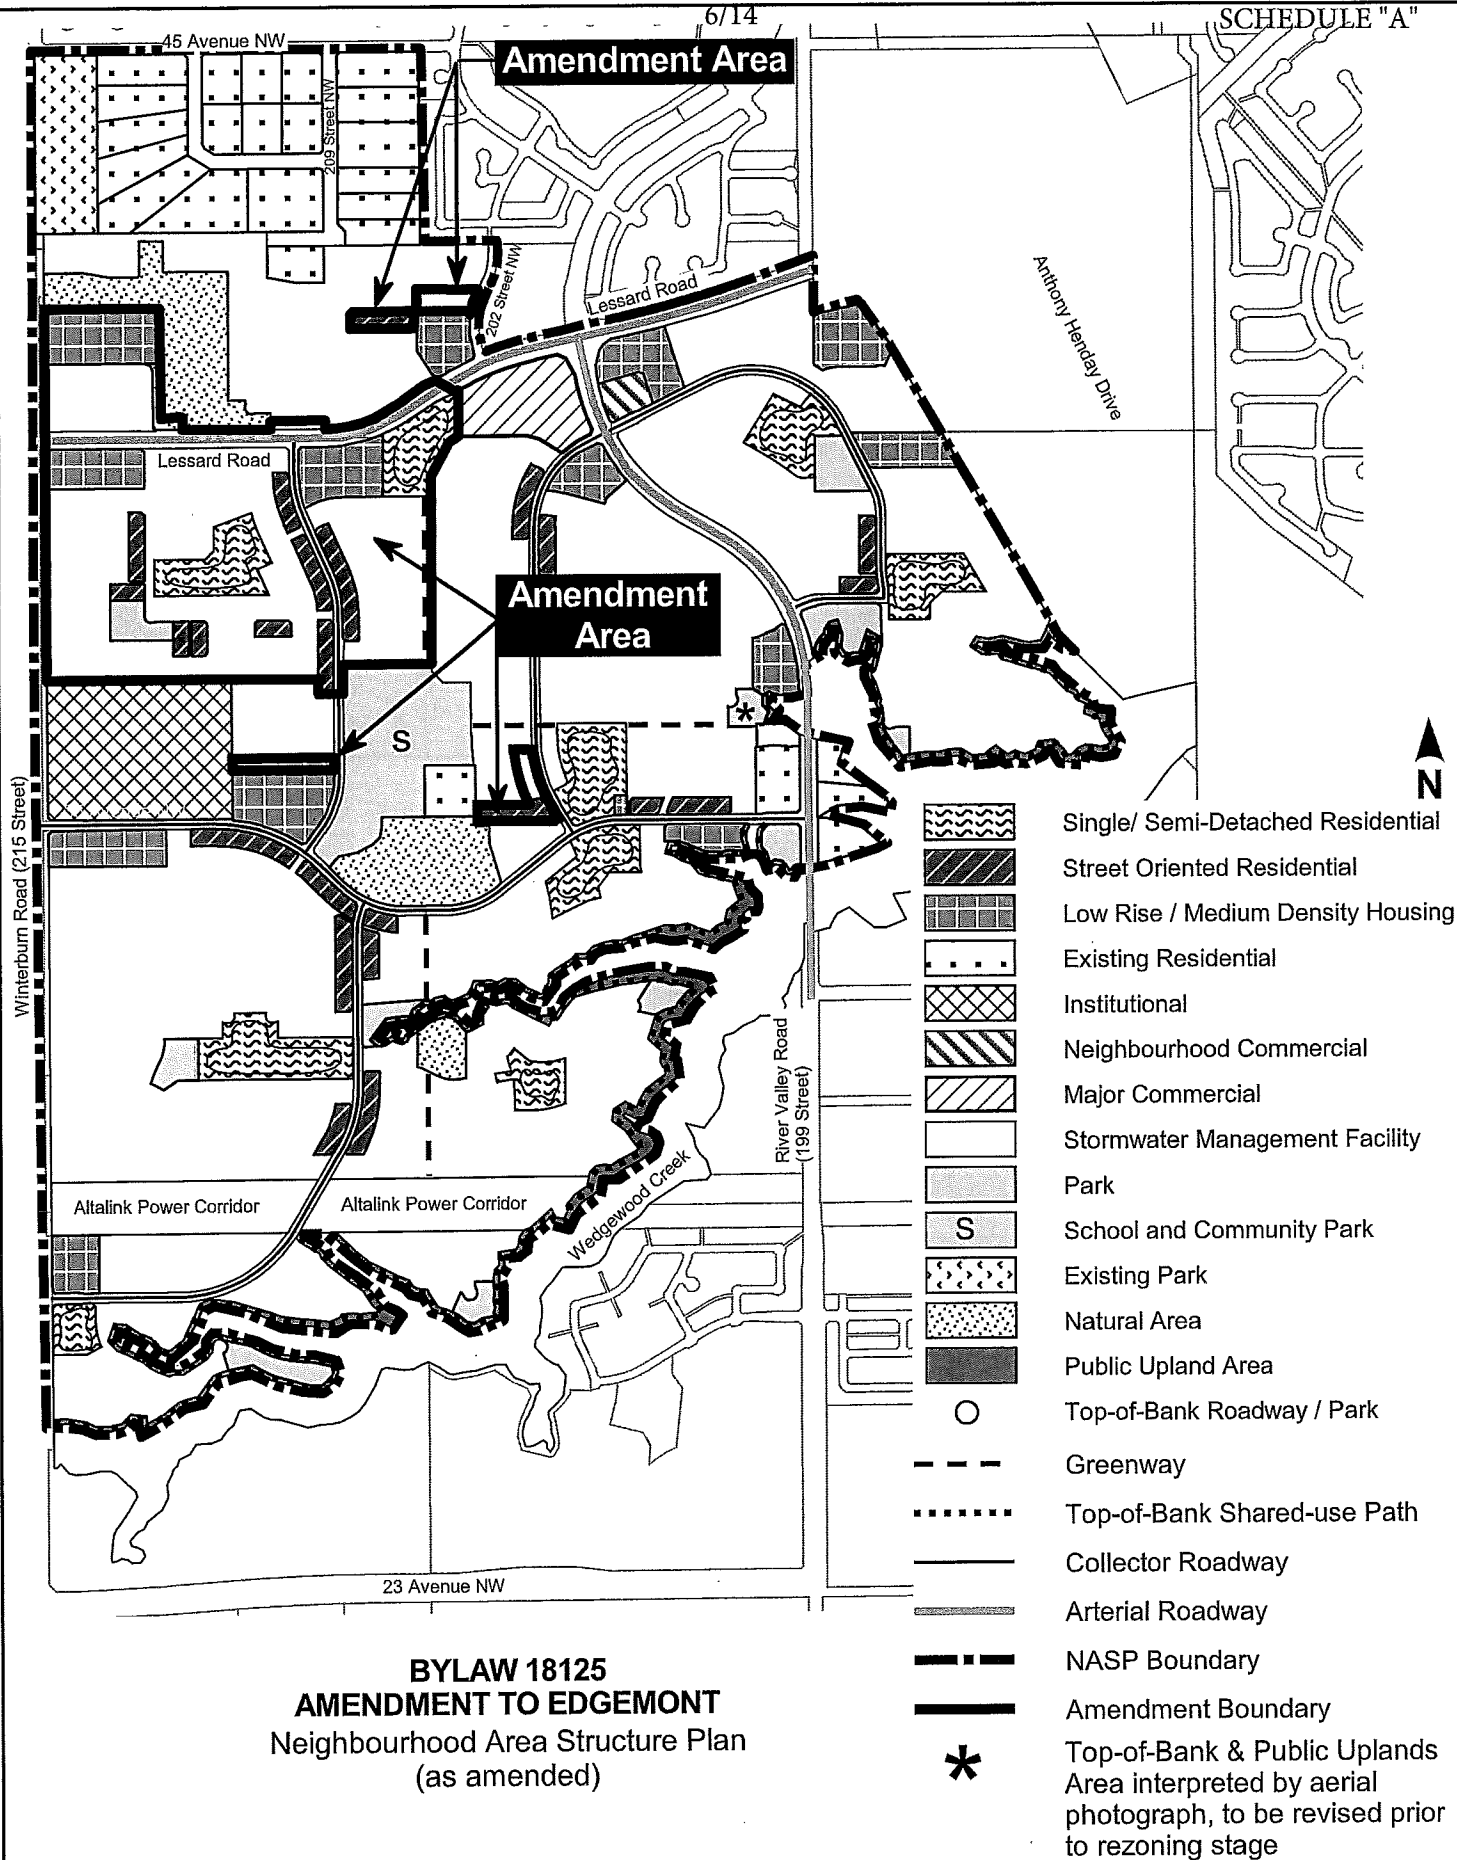 6/14
SCHEDULE "A"
45 Avenue NW
Amendment Area
209 Street NW
202 Street NW
Lessard Road
Anthony Henday Drive
Lessard Road
Amendment
Area
S
*
Winterburn Road (215 Street)
N
Single/ Semi-Detached Residential
Street Oriented Residential
Low Rise / Medium Density Housing
Existing Residential
Institutional
Neighbourhood Commercial
Major Commercial
Stormwater Management Facility
Park
S
School and Community Park
Existing Park
Natural Area
Public Upland Area
Top-of-Bank Roadway / Park
Greenway
Top-of-Bank Shared-use Path
Collector Roadway
Arterial Roadway
NASP Boundary
Amendment Boundary
*
Top-of-Bank & Public Uplands
Area interpreted by aerial
photograph, to be revised prior
to rezoning stage
River Valley Road
(199 Street)
Altalink Power Corridor
Altalink Power Corridor
Wedgewood Creek
23 Avenue NW
BYLAW 18125
AMENDMENT TO EDGEMONT
Neighbourhood Area Structure Plan
(as amended)